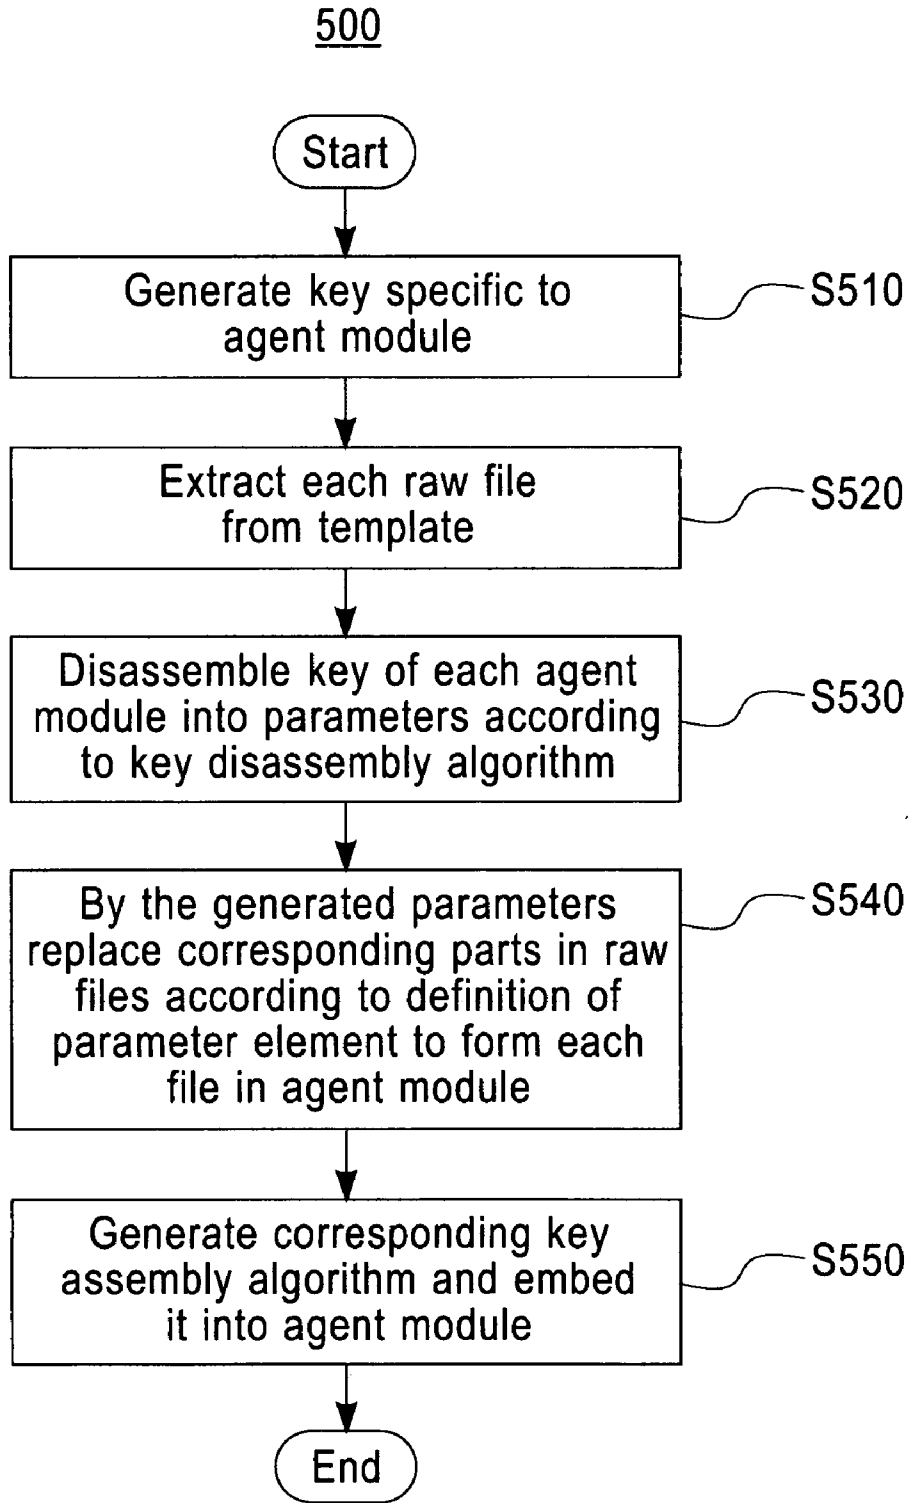 500
Start
Generate key specific to
agent module
S510
Extract each raw file
from template
S520
Disassemble key of each agent
module into parameters according
to key disassembly algorithm
S530
By the generated parameters
replace corresponding parts in raw
files according to definition of
parameter element to form each
file in agent module
S540
Generate corresponding key
assembly algorithm and embed
it into agent module
S550
End